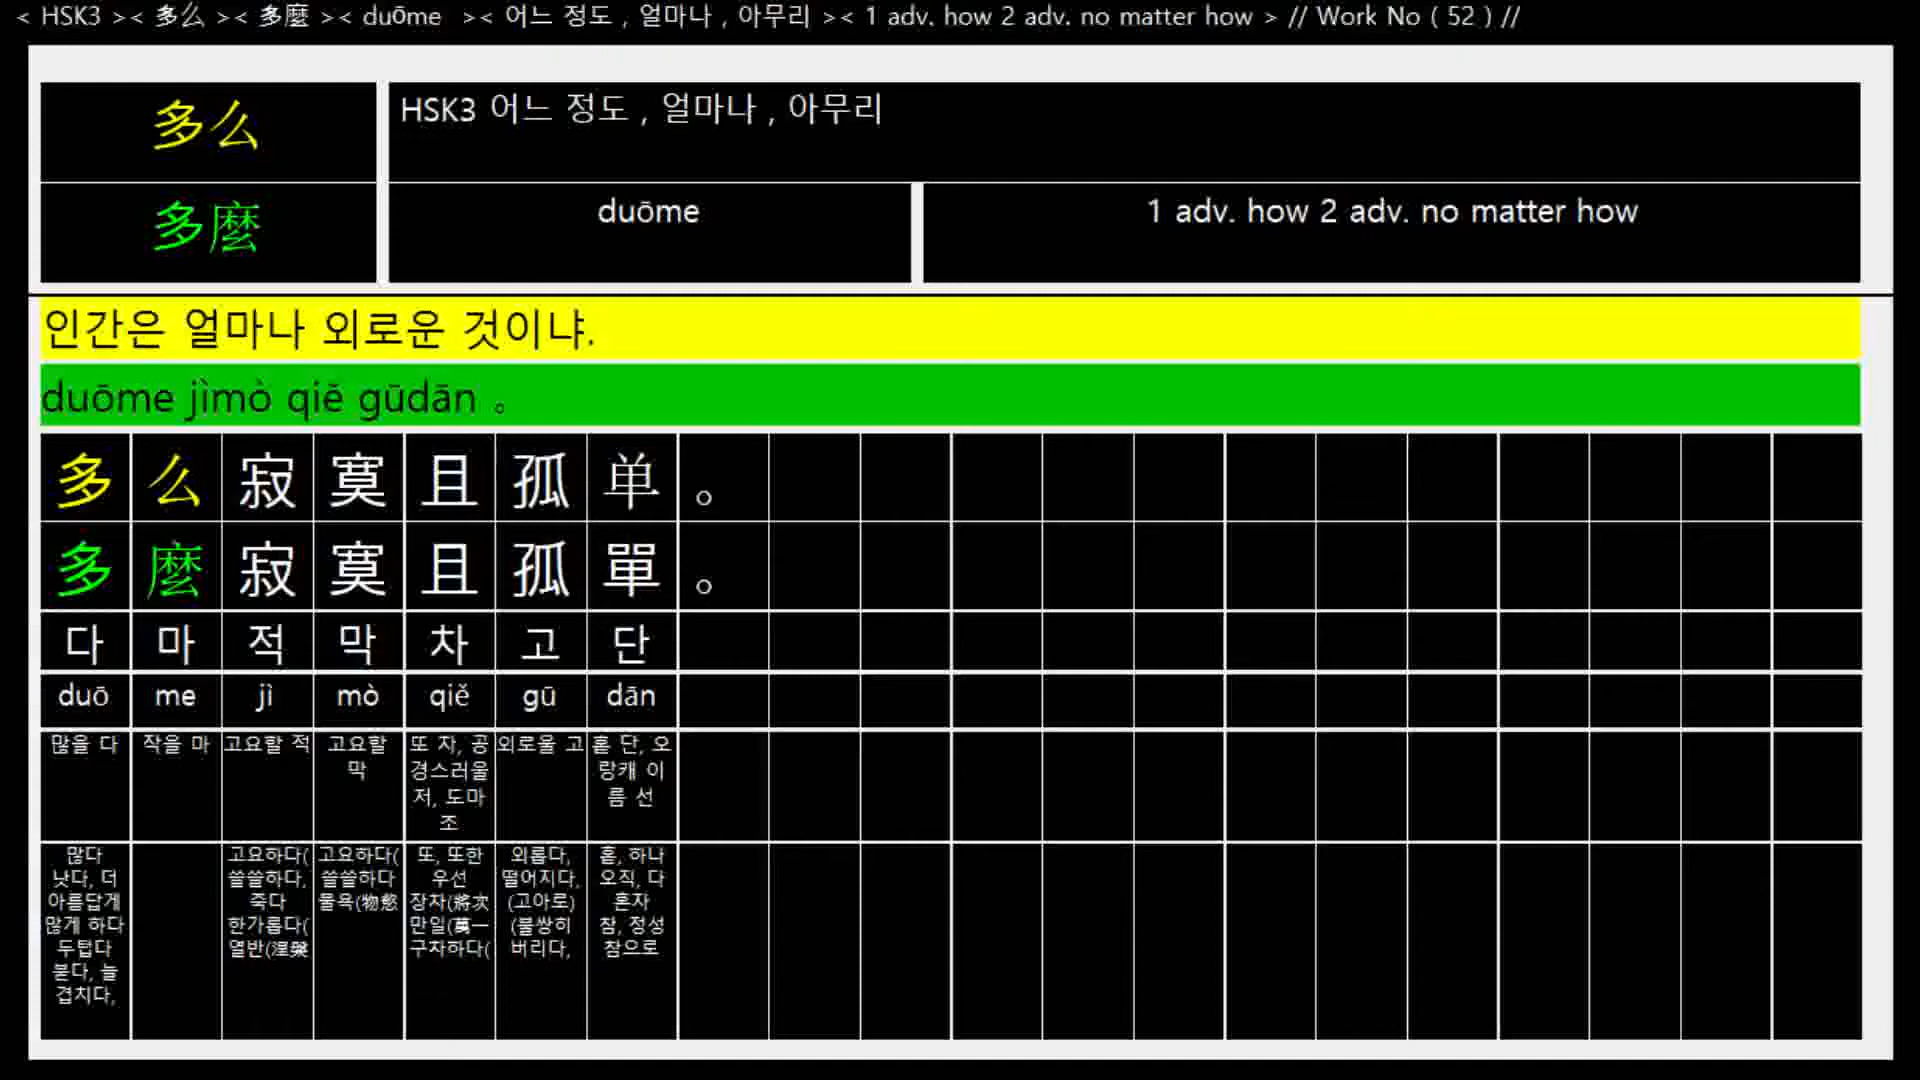 < HSK3 >< 多么 >< 多麼 >< duōme >< 어느 정도 , 얼마나 , 아무리 >< 1 adv. how 2 adv. no matter how > // Work No ( 52 ) //
多么
HSK3 어느 정도 , 얼마나 , 아무리
多麼
duōme
1 adv. how 2 adv. no matter how
인간은 얼마나 외로운 것이냐.
duōme jìmò qiě gūdān 。
多 么 寂 寞 且 孤 单 。
多 麼 寂 寞 且 孤 單 。
다 마 적 막 차 고 단
duō me jì mò qiě gū dān
많을 다
작을 마
고요할 적
고요할
막
또 차, 공
경스러울
저, 도마
조
외로울 고
홑 단, 오
랑캐 이
름 선
많다
낫다, 더
아름답게
많게 하다
두텁다
붇다, 늘
겹치다,
고요하다(
쓸쓸하다,
죽다
한가롭다(
열반(涅槃
고요하다(
쓸쓸하다
물욕(物慾
또, 또한
우선
장차(將次
만일(萬一
구차하다(
외롭다,
떨어지다,
(고아로)
(불쌍히
버리다,
홑, 하나
오직, 다
혼자
참, 정성
참으로